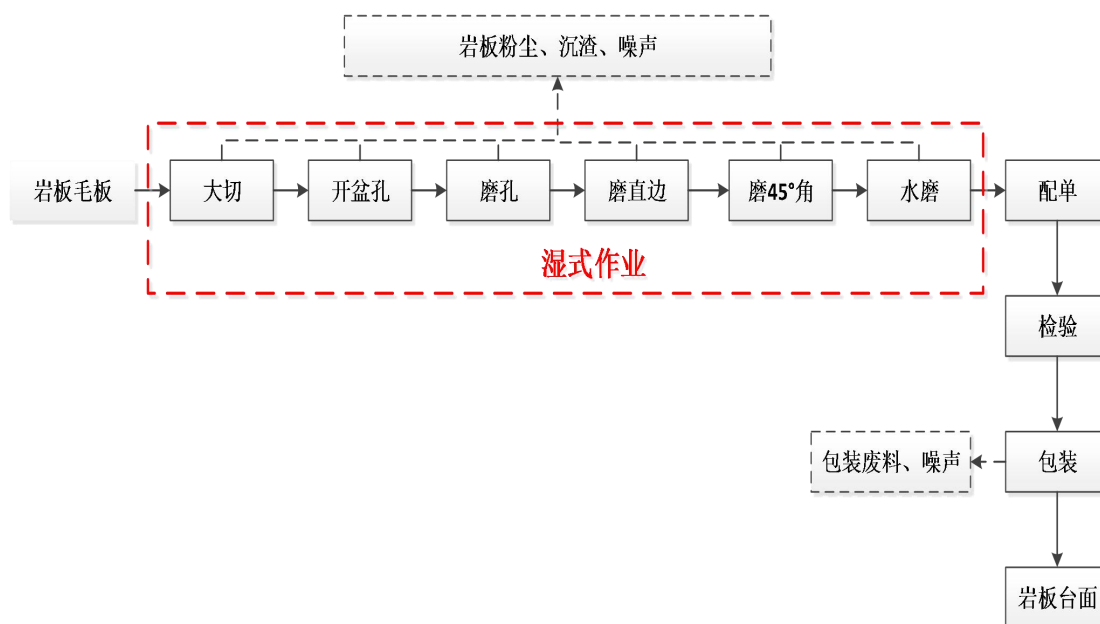 岩板粉尘、沉渣、噪声
岩板毛板
大切
开盆孔
磨孔
磨直边
磨45°角
水磨
配单
湿式作业
检验
包装废料、噪声
包装
岩板台面